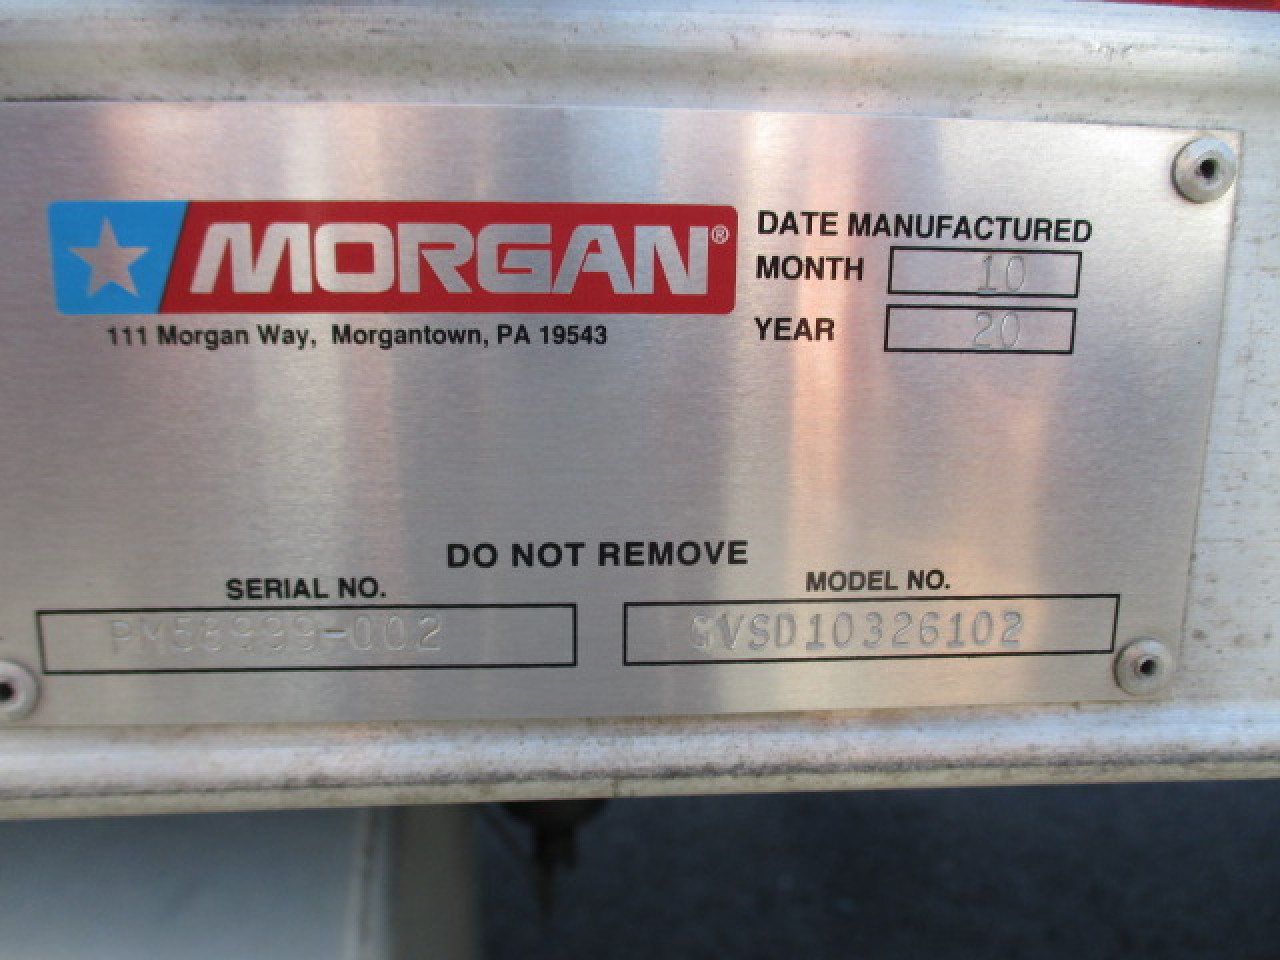 MORGAN®
111 Morgan Way, Morgantown, PA 19543
DATE MANUFACTURED
MONTH 10
YEAR 20
DO NOT REMOVE
SERIAL NO.
MODEL NO.
GVSD10326102